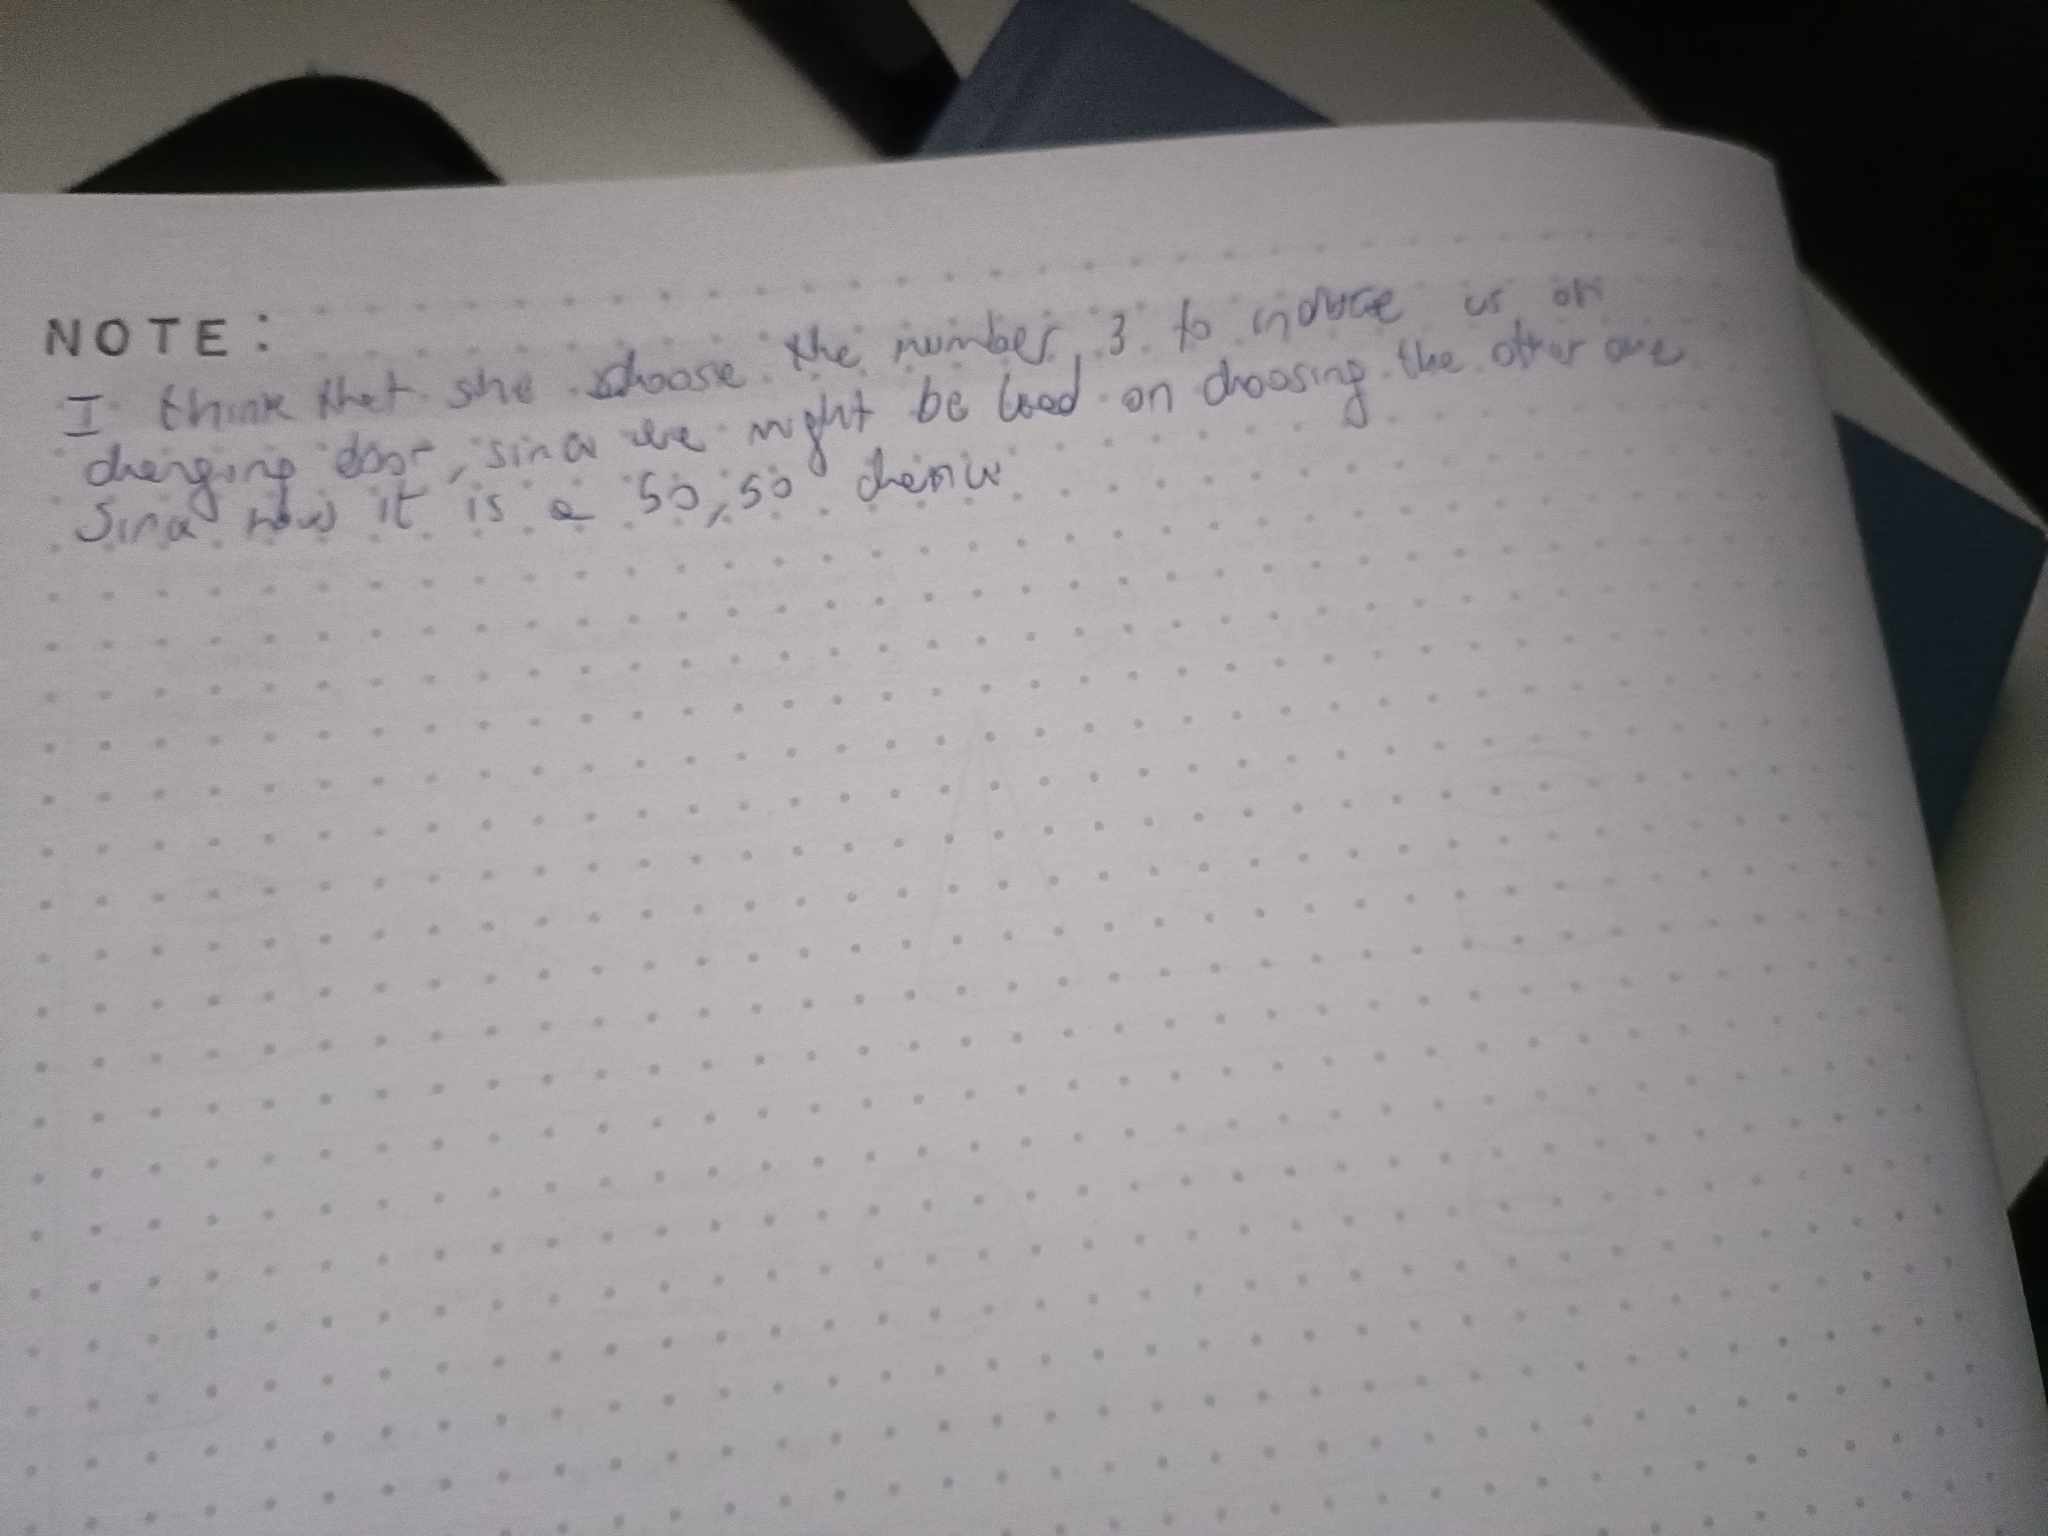 NOTE:
I think that she choose the number 3 to induce us on
changing door, since we might be lead on choosing the other one
Since now it is a 50,50 chance